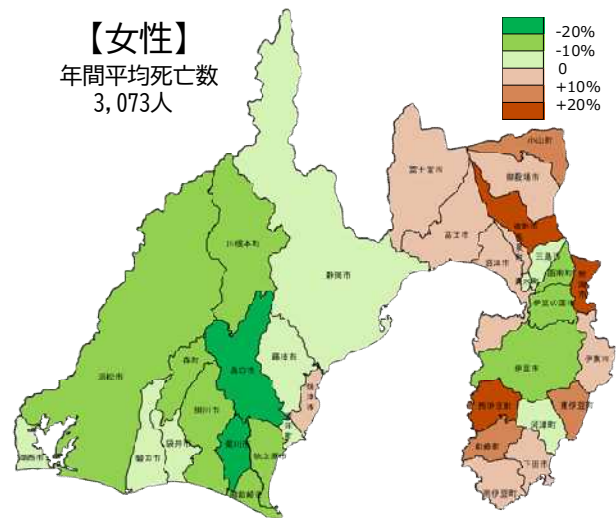 【女性】
年間平均死亡数
3,073人
-20%
-10%
0
+10%
+20%
小山町
御殿場市
富士宮市
裾野市
富士市
沼津市
三島市
函南町
熱海市
川根本町
静岡市
伊豆の国市
伊東市
伊豆市
島田市
藤枝市
焼津市
森町
浜松市
掛川市
西伊豆町
東伊豆町
河津町
松崎町
菊川市
袋井市
磐田市
湖西市
牧之原市
御前崎市
下田市
南伊豆町